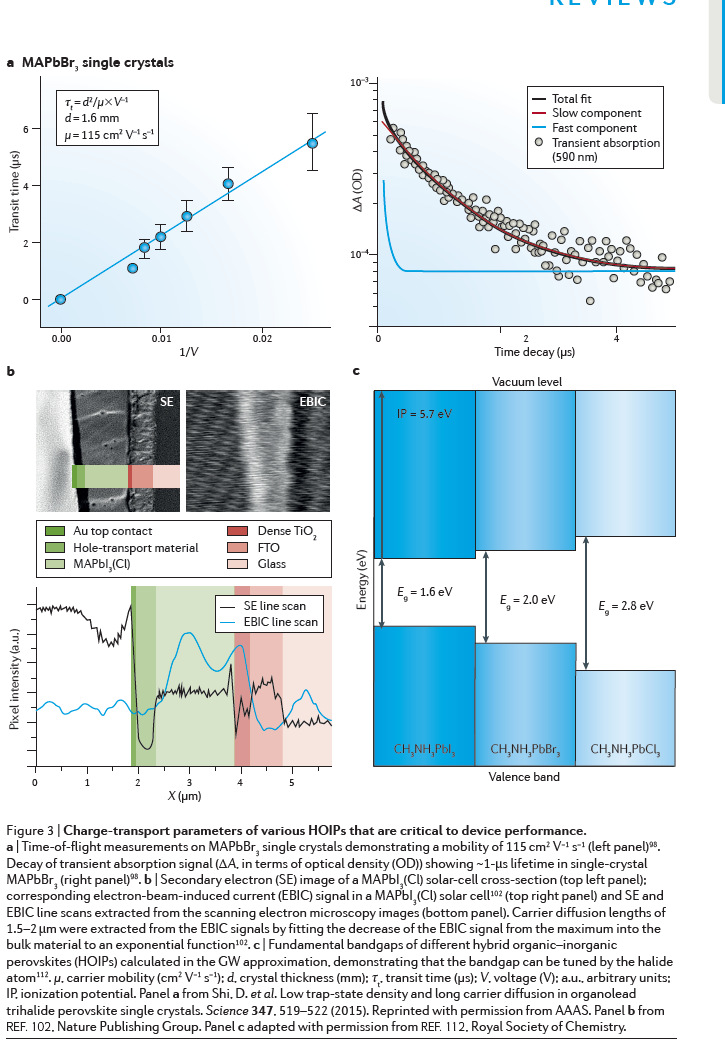 REVIEWS
a MAPbBr₃ single crystals
τₜ = d²/μ × V⁻¹
d = 1.6 mm
μ = 115 cm² V⁻¹ s⁻¹
Transit time (μs)
6
4
2
0
0.00
0.01
0.02
1/V
10⁻³
10⁻⁴
ΔA (OD)
Total fit
Slow component
Fast component
Transient absorption
(590 nm)
0
2
4
Time decay (μs)
b
SE
EBIC
Au top contact
Hole-transport material
MAPbI₃(Cl)
Dense TiO₂
FTO
Glass
SE line scan
EBIC line scan
Pixel intensity (a.u.)
0
1
2
3
4
5
X (μm)
c
Vacuum level
IP = 5.7 eV
Energy (eV)
E_g = 1.6 eV
E_g = 2.0 eV
E_g = 2.8 eV
CH₃NH₃PbI₃
CH₃NH₃PbBr₃
CH₃NH₃PbCl₃
Valence band
Figure 3 | Charge-transport parameters of various HOIPs that are critical to device performance.
a | Time-of-flight measurements on MAPbBr₃ single crystals demonstrating a mobility of 115 cm² V⁻¹ s⁻¹ (left panel)⁹⁸.
Decay of transient absorption signal (ΔA, in terms of optical density (OD)) showing ~1-μs lifetime in single-crystal
MAPbBr₃ (right panel)⁹⁸. b | Secondary electron (SE) image of a MAPbI₃(Cl) solar-cell cross-section (top left panel);
corresponding electron-beam-induced current (EBIC) signal in a MAPbI₃(Cl) solar cell¹⁰² (top right panel) and SE and
EBIC line scans extracted from the scanning electron microscopy images (bottom panel). Carrier diffusion lengths of
1.5–2 μm were extracted from the EBIC signals by fitting the decrease of the EBIC signal from the maximum into the
bulk material to an exponential function¹⁰². c | Fundamental bandgaps of different hybrid organic–inorganic
perovskites (HOIPs) calculated in the GW approximation, demonstrating that the bandgap can be tuned by the halide
atom¹¹². μ, carrier mobility (cm² V⁻¹ s⁻¹); d, crystal thickness (mm); τₜ, transit time (μs); V, voltage (V); a.u., arbitrary units;
IP, ionization potential. Panel a from Shi, D. et al. Low trap-state density and long carrier diffusion in organolead
trihalide perovskite single crystals. Science 347, 519–522 (2015). Reprinted with permission from AAAS. Panel b from
REF. 102, Nature Publishing Group. Panel c adapted with permission from REF. 112, Royal Society of Chemistry.